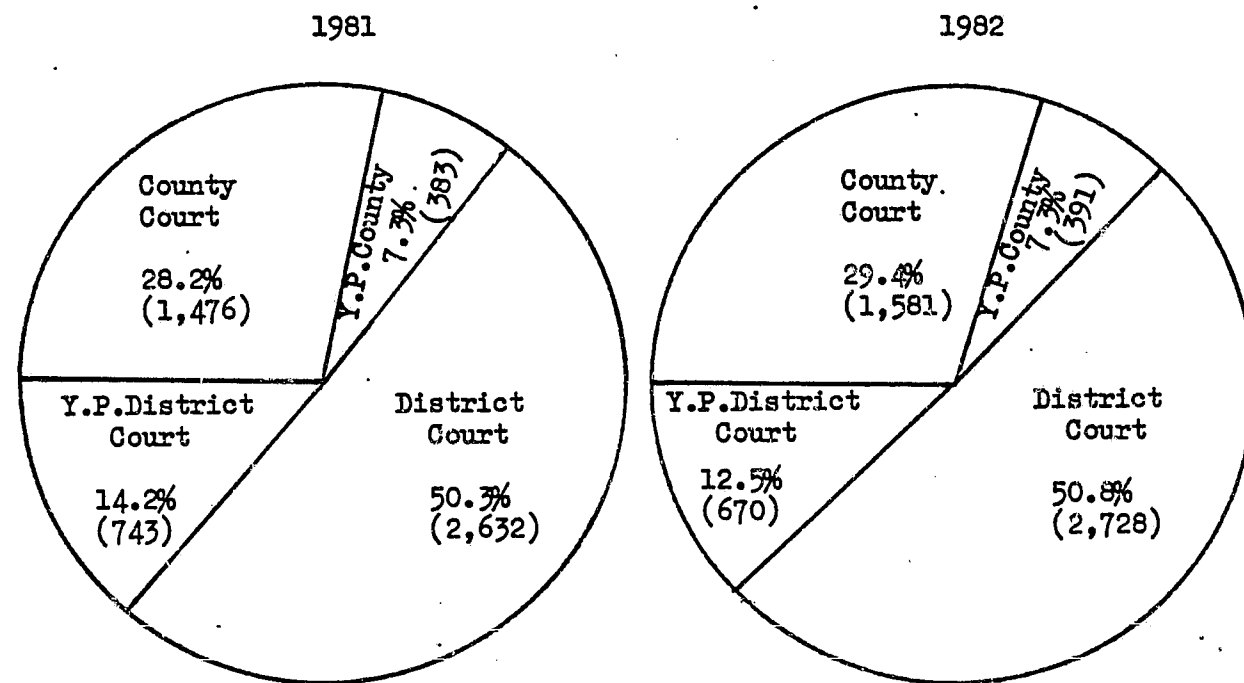 1981
County
Court
28.2%
(1,476)
Y.P.County
7.3%
(383)
Y.P.District
Court
14.2%
(743)
District
Court
50.3%
(2,632)
1982
County.
Court
29.4%
(1,581)
Y.P.County
7.3%
(391)
Y.P.District
Court
12.5%
(670)
District
Court
50.8%
(2,728)